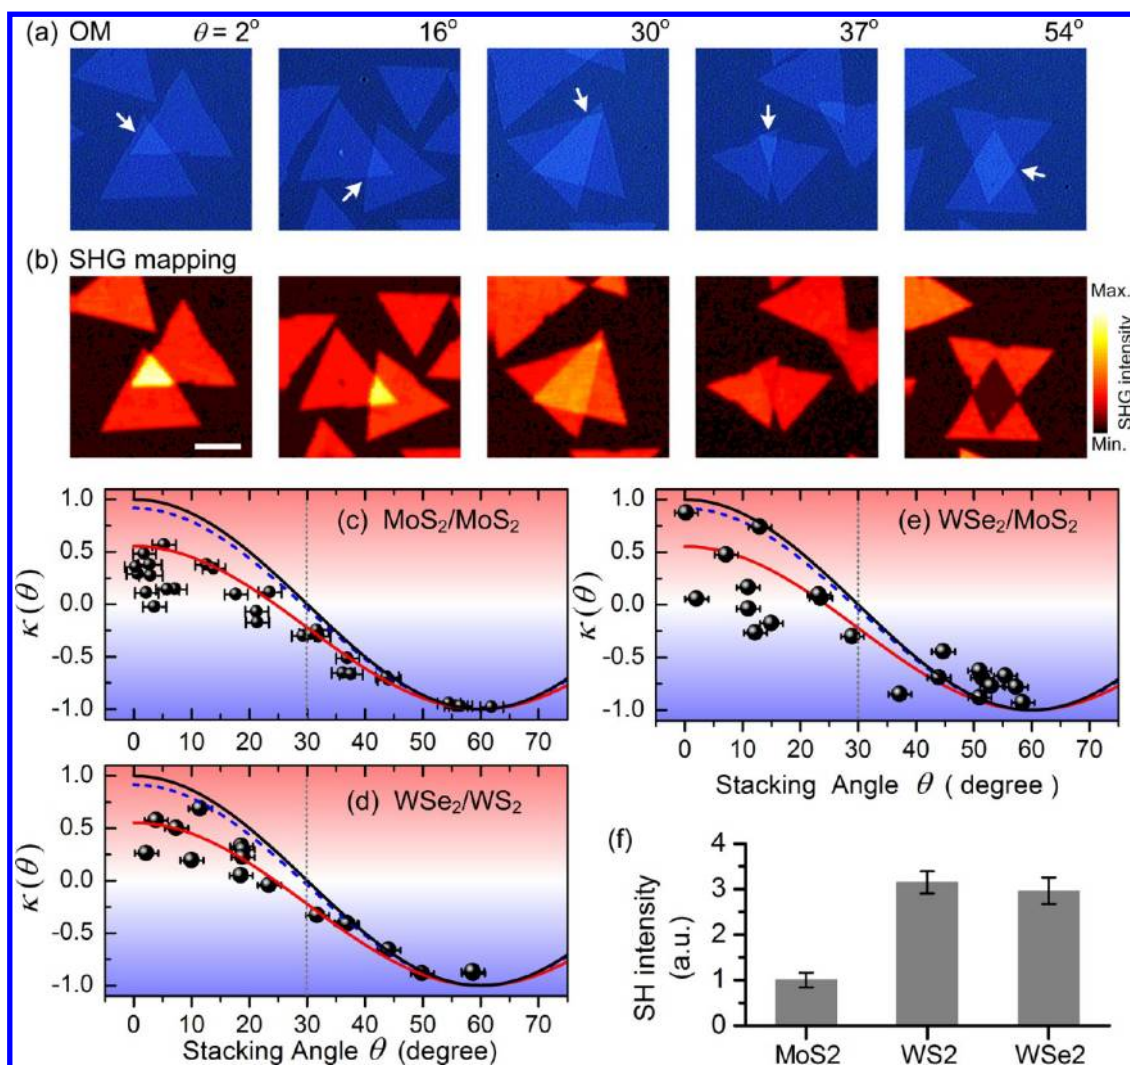 (a) OM θ = 2° 16° 30° 37° 54°
(b) SHG mapping
Max.
SHG intensity
Min.
(c) MoS₂/MoS₂
κ(θ)
1.0
0.5
0.0
-0.5
-1.0
0 10 20 30 40 50 60 70
(e) WSe₂/MoS₂
κ(θ)
1.0
0.5
0.0
-0.5
-1.0
0 10 20 30 40 50 60 70
Stacking Angle θ (degree)
(d) WSe₂/WS₂
κ(θ)
1.0
0.5
0.0
-0.5
-1.0
0 10 20 30 40 50 60 70
Stacking Angle θ (degree)
(f)
SH intensity
(a.u.)
4
3
2
1
0
MoS2 WS2 WSe2